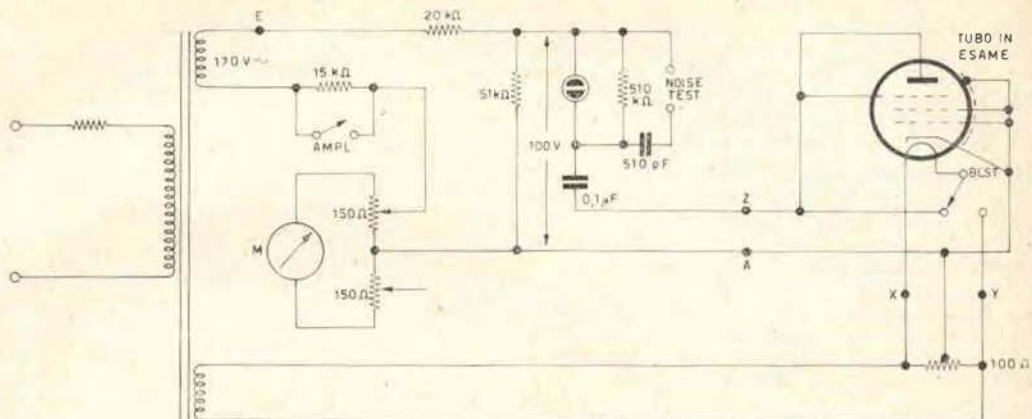 E
20 kΩ
170 V ~
15 kΩ
AMPL.
51 kΩ
100 V
510
kΩ
NOISE
TEST
510 pF
0,1 µF
TUBO IN
ESAME
BLST
150 Ω
M
150 Ω
Z
A
X
Y
100 Ω